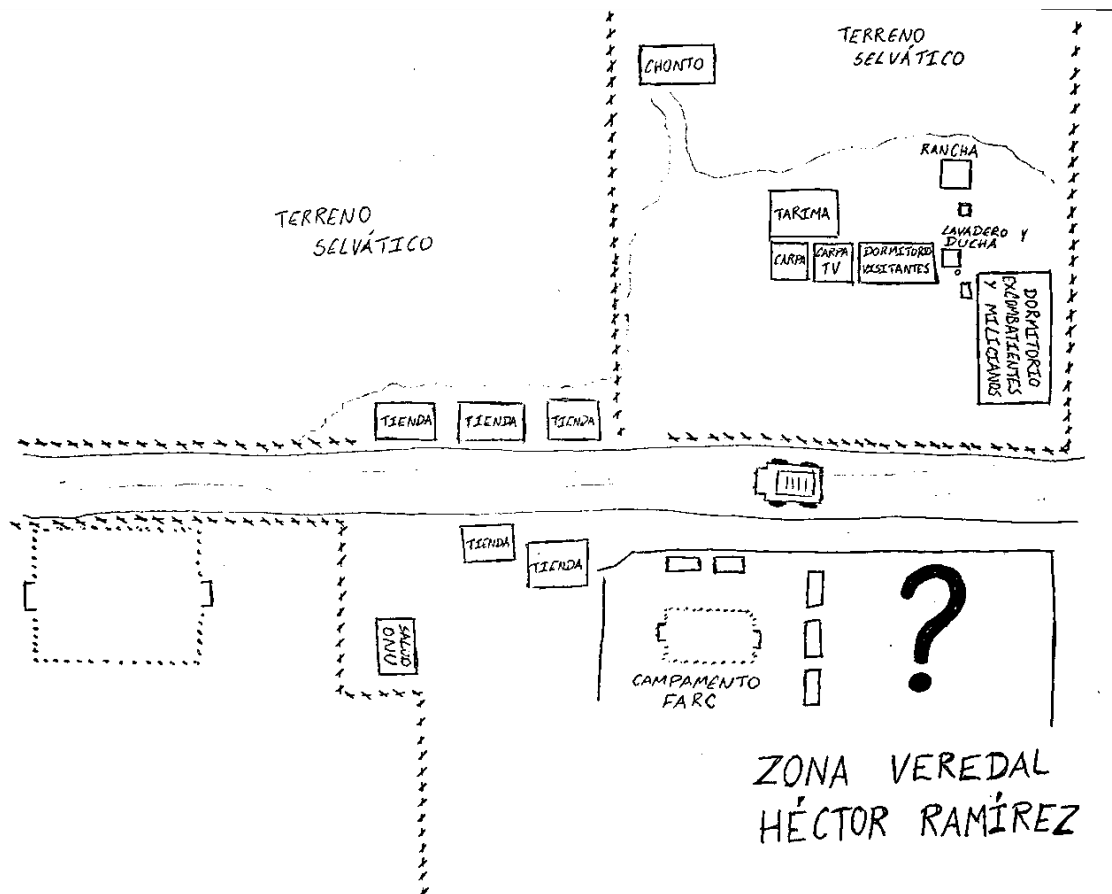 TERRENO
SELVÁTICO
CHONTO
RANCHA
TARIMA
LAVADERO Y
DUCHA
CARPA
CARPA
TV
DORMITORIO
VISITANTES
DORMITORIO
EXCOMBATIENTES
Y MILICIANOS
TERRENO
SELVÁTICO
TIENDA
TIENDA
TIENDA
TIENDA
TIENDA
SALUD
ONU
CAMPAMENTO
FARC
?
ZONA VEREDAL
HÉCTOR RAMÍREZ